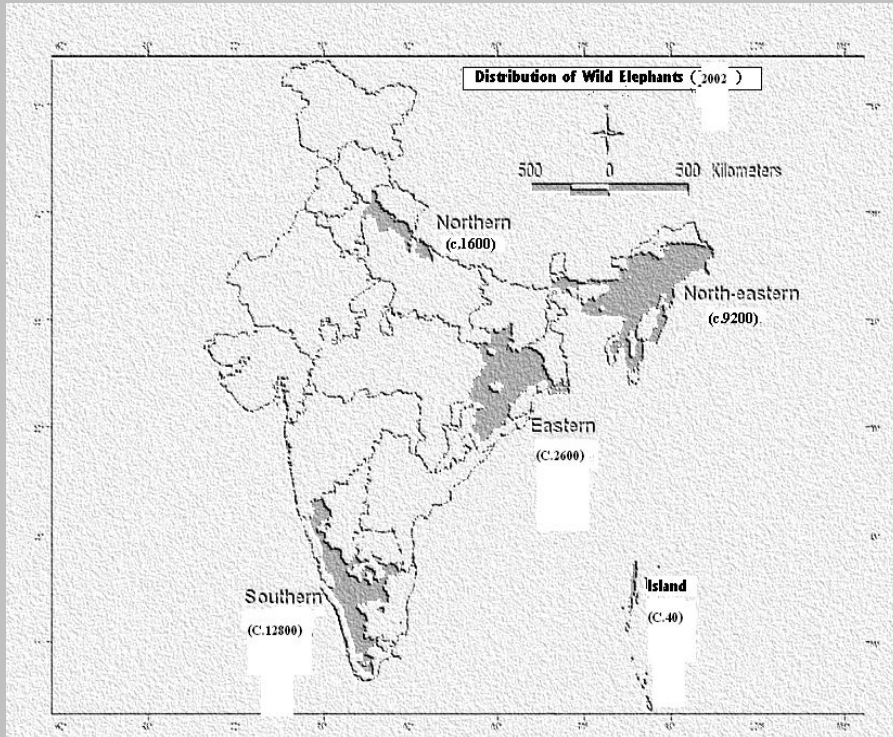 Distribution of Wild Elephants (2002)
500 0 500 Kilometers
Northern
(c.1600)
North-eastern
(c.9200)
Eastern
(C.2600)
Southern
(C.12800)
Island
(C.40)